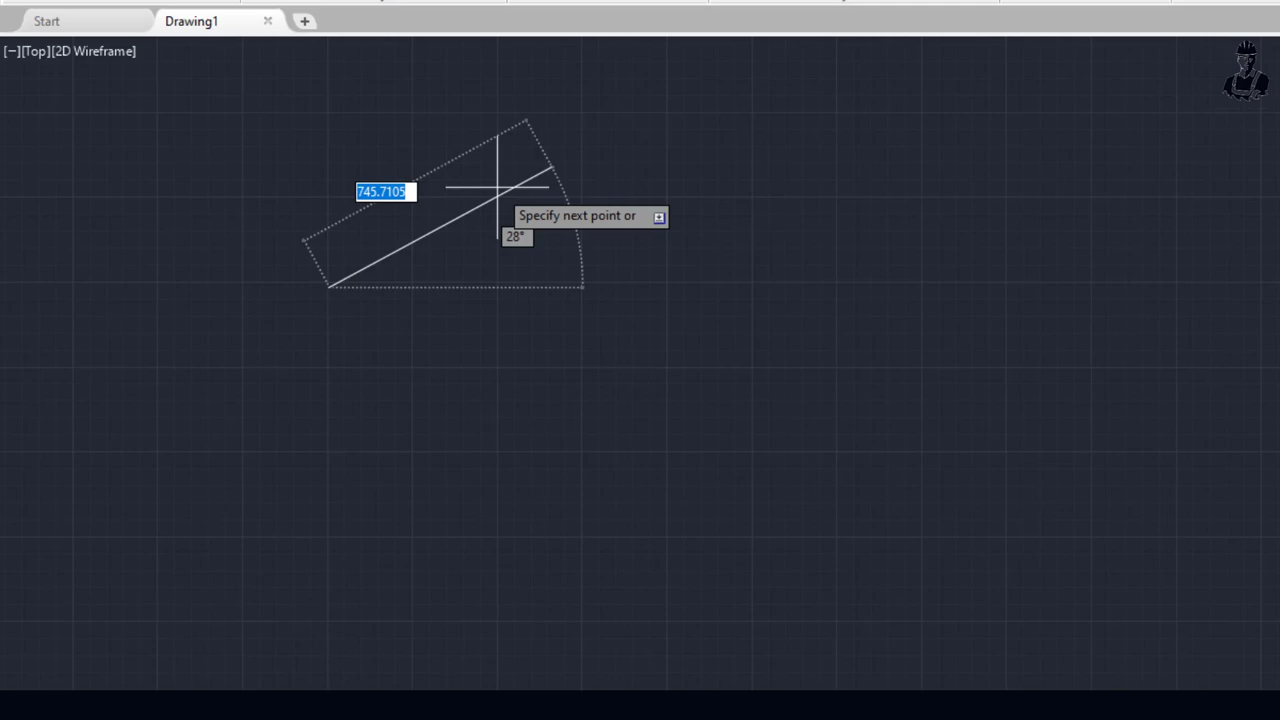 Start
Drawing1
[−][Top][2D Wireframe]
745.7105
Specify next point or
28°